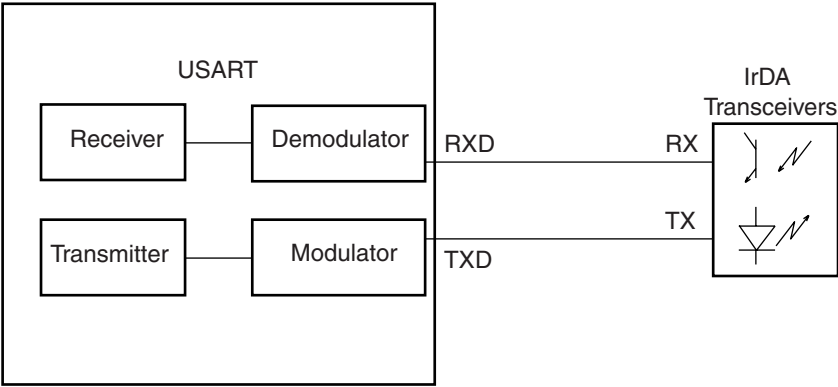 USART
IrDA
Transceivers
Receiver
Demodulator
RXD
RX
Transmitter
Modulator
TXD
TX